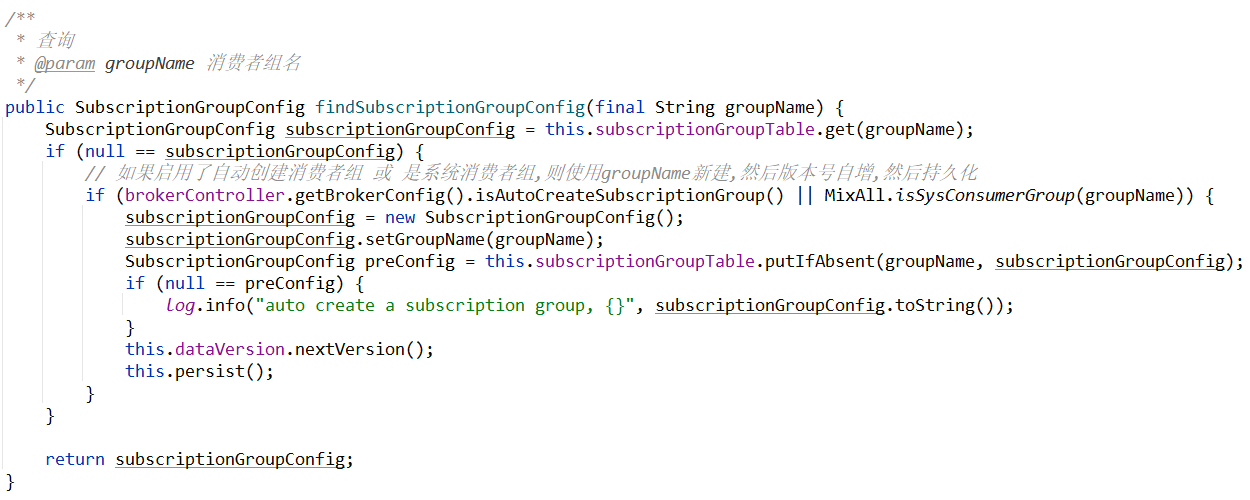 /**
 * 查询
 * @param groupName 消费者组名
 */
public SubscriptionGroupConfig findSubscriptionGroupConfig(final String groupName) {
    SubscriptionGroupConfig subscriptionGroupConfig = this.subscriptionGroupTable.get(groupName);
    if (null == subscriptionGroupConfig) {
        // 如果启用了自动创建消费者组 或 是系统消费者组,则使用groupName新建,然后版本号自增,然后持久化
        if (brokerController.getBrokerConfig().isAutoCreateSubscriptionGroup() || MixAll.isSysConsumerGroup(groupName)) {
            subscriptionGroupConfig = new SubscriptionGroupConfig();
            subscriptionGroupConfig.setGroupName(groupName);
            SubscriptionGroupConfig preConfig = this.subscriptionGroupTable.putIfAbsent(groupName, subscriptionGroupConfig);
            if (null == preConfig) {
                log.info("auto create a subscription group, {}", subscriptionGroupConfig.toString());
            }
            this.dataVersion.nextVersion();
            this.persist();
        }
    }

    return subscriptionGroupConfig;
}